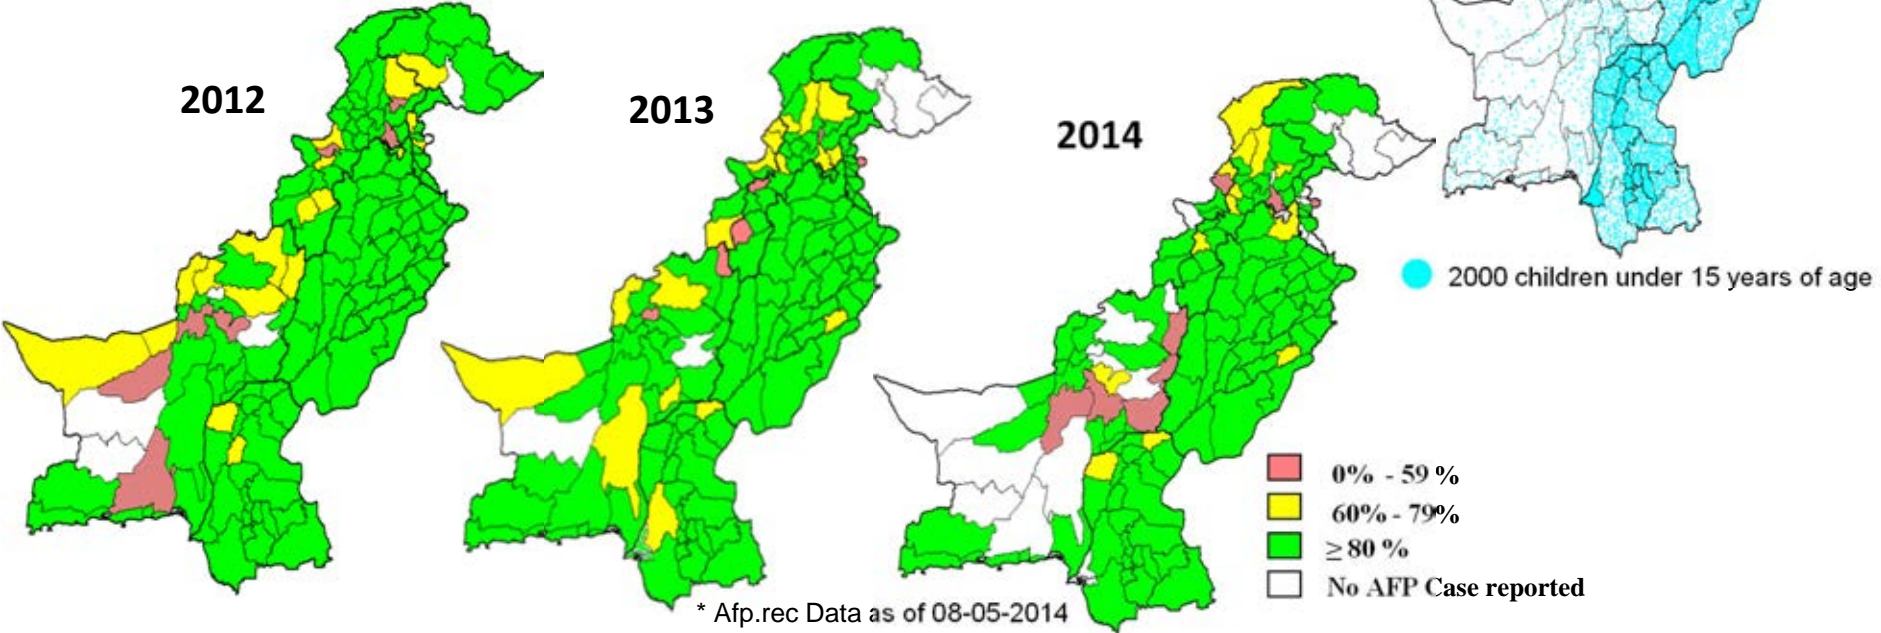 2012
2013
2014
2000 children under 15 years of age
0% - 59 %
60% - 79%
≥ 80 %
No AFP Case reported
* Afp.rec Data as of 08-05-2014